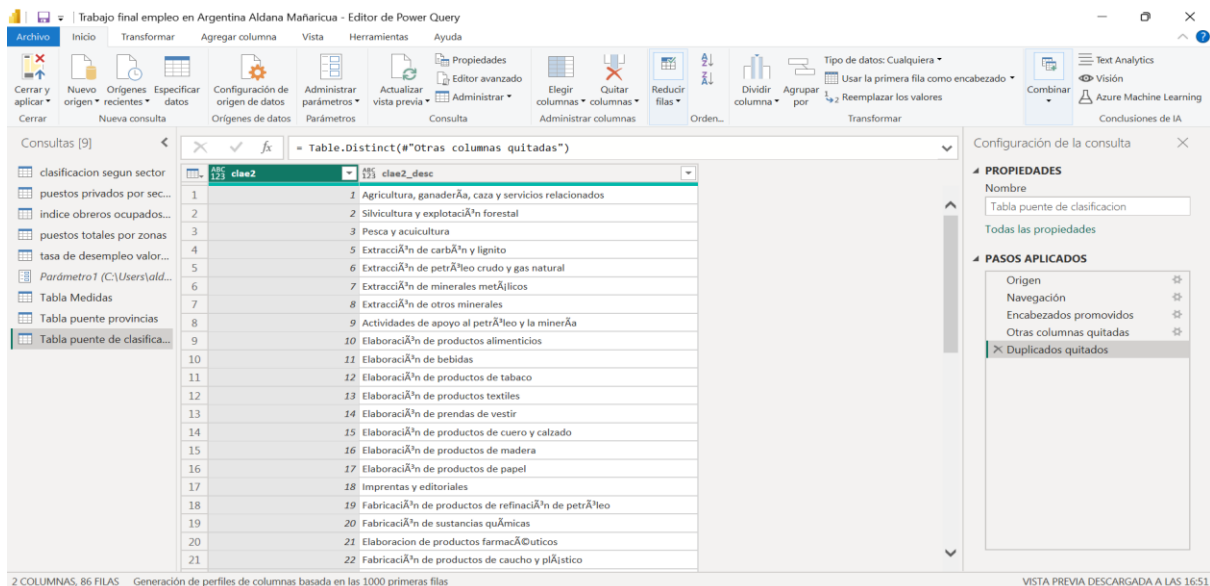 Trabajo final empleo en Argentina Aldana Mañaricua - Editor de Power Query
Archivo Inicio Transformar Agregar columna Vista Herramientas Ayuda
Cerrar y aplicar
Nuevo origen
Orígenes recientes
Especificar datos
Configuración de origen de datos
Administrar parámetros
Actualizar vista previa
Propiedades
Editor avanzado
Administrar
Elegir columnas
Quitar columnas
Reducir filas
Dividir columna
Agrupar por
Tipo de datos: Cualquiera
Usar la primera fila como encabezado
Reemplazar los valores
Combinar
Text Analytics
Visión
Azure Machine Learning
Cerrar Nueva consulta Orígenes de datos Parámetros Consulta Administrar columnas Orden... Transformar Conclusiones de IA
Consultas [9]
clasificacion segun sector
puestos privados por sec...
indice obreros ocupados...
puestos totales por zonas
tasa de desempleo valor...
Parámetro1 (C:\Users\ald...
Tabla Medidas
Tabla puente provincias
Tabla puente de clasifica...
fx = Table.Distinct(#"Otras columnas quitadas")
ABC 123 clae2 ABC 123 clae2_desc
1 1 Agricultura, ganaderÃa, caza y servicios relacionados
2 2 Silvicultura y explotaciÃ³n forestal
3 3 Pesca y acuicultura
4 5 ExtracciÃ³n de carbÃ³n y lignito
5 6 ExtracciÃ³n de petrÃ³leo crudo y gas natural
6 7 ExtracciÃ³n de minerales metÃ¡licos
7 8 ExtracciÃ³n de otros minerales
8 9 Actividades de apoyo al petrÃ³leo y la minerÃa
9 10 ElaboraciÃ³n de productos alimenticios
10 11 ElaboraciÃ³n de bebidas
11 12 ElaboraciÃ³n de productos de tabaco
12 13 ElaboraciÃ³n de productos textiles
13 14 ElaboraciÃ³n de prendas de vestir
14 15 ElaboraciÃ³n de productos de cuero y calzado
15 16 ElaboraciÃ³n de productos de madera
16 17 ElaboraciÃ³n de productos de papel
17 18 Imprentas y editoriales
18 19 FabricaciÃ³n de productos de refinaciÃ³n de petrÃ³leo
19 20 FabricaciÃ³n de sustancias quÃmicas
20 21 Elaboracion de productos farmacÃ©uticos
21 22 FabricaciÃ³n de productos de caucho y plÃ¡stico
Configuración de la consulta
PROPIEDADES
Nombre
Tabla puente de clasificacion
Todas las propiedades
PASOS APLICADOS
Origen
Navegación
Encabezados promovidos
Otras columnas quitadas
Duplicados quitados
2 COLUMNAS, 86 FILAS Generación de perfiles de columnas basada en las 1000 primeras filas
VISTA PREVIA DESCARGADA A LAS 16:51